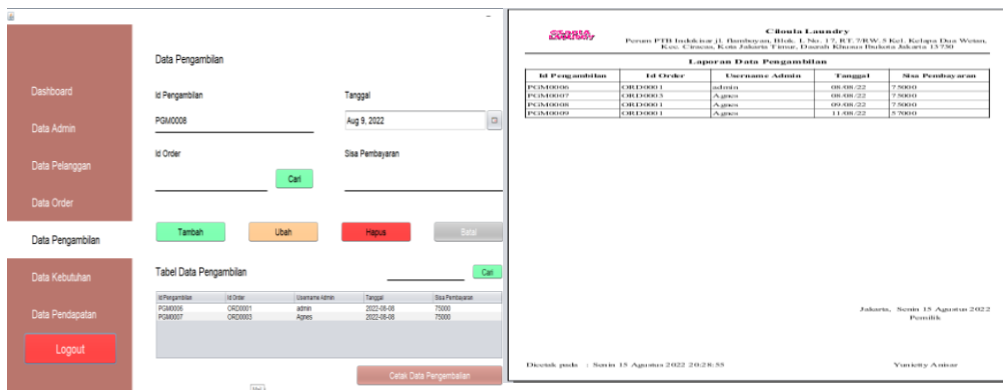 Data Pengambilan
Dashboard
Data Admin
Data Pelanggan
Data Order
Data Pengambilan
Data Kebutuhan
Data Pendapatan
Logout
Id Pengambilan
Tanggal
PGM0008
Aug 9, 2022
Id Order
Sisa Pembayaran
Cari
Tambah
Ubah
Hapus
Batal
Tabel Data Pengambilan
Cari
Id Pengambilan Id Order Username Admin Tanggal Sisa Pembayaran
PGM0006 ORD0001 admin 2022-08-08 75000
PGM0007 ORD0003 Agnes 2022-08-08 75000
Cetak Data Pengembalian
Laundry
Laporan Data Pengambilan
Id Pengambilan Id Order Username Admin Tanggal Sisa Pembayaran
PGM0006 ORD0001 admin 08/08/22 75000
PGM0007 ORD0003 Agnes 08/08/22 75000
PGM0008 ORD0001 Agnes 09/08/22 75000
PGM0009 ORD0001 Agnes 11/08/22 57000
Jakarta, Senin 15 Agustus 2022
Pemilik
Dicetak pada : Senin 15 Agustus 2022 20:28:55